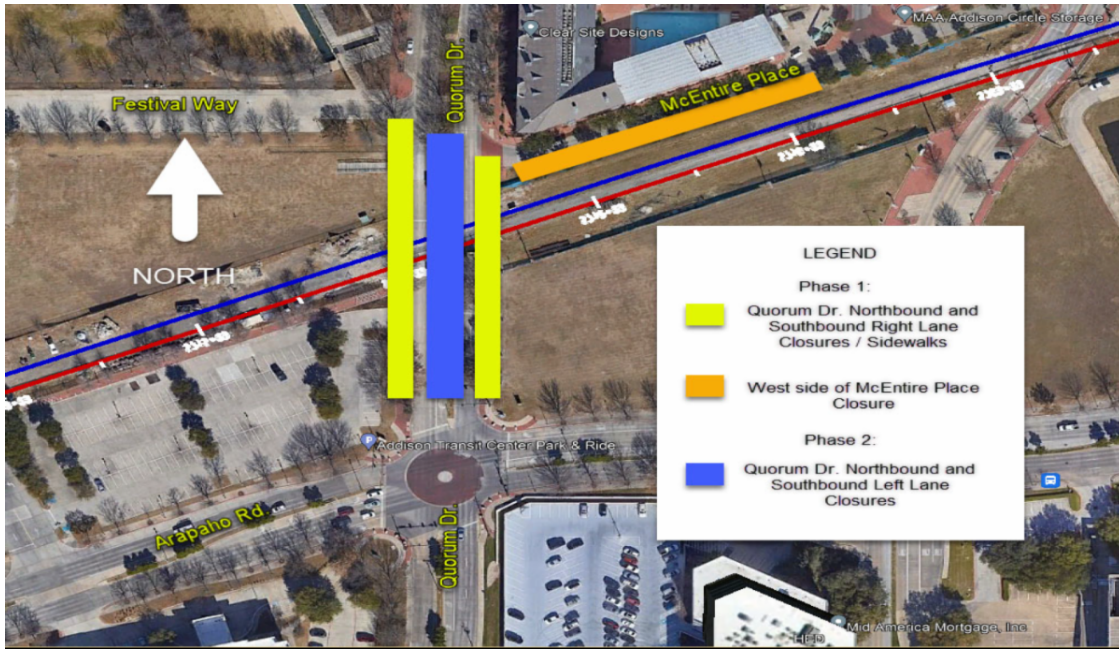 MAA Addison Circle Storage
Clear Site Designs
Quorum Dr.
McEntire Place
Festival Way
NORTH
LEGEND
Phase 1:
Quorum Dr. Northbound and
Southbound Right Lane
Closures / Sidewalks
West side of McEntire Place
Closure
Phase 2:
Quorum Dr. Northbound and
Southbound Left Lane
Closures
P
Addison Transit Center Park & Ride
Arapaho Rd.
Quorum Dr.
Mid America Mortgage, Inc